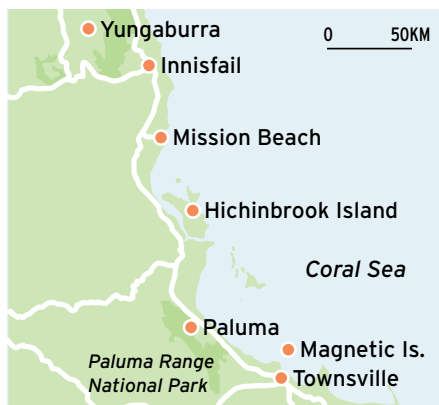 Yungaburra
0 50KM
Innisfail
Mission Beach
Hichinbrook Island
Coral Sea
Paluma
Magnetic Is.
Paluma Range
National Park
Townsville